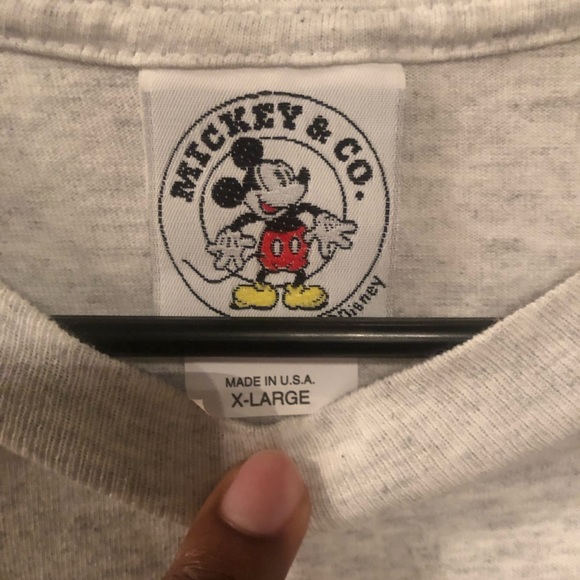 MICKEY & CO.
Disney
MADE IN U.S.A.
X-LARGE